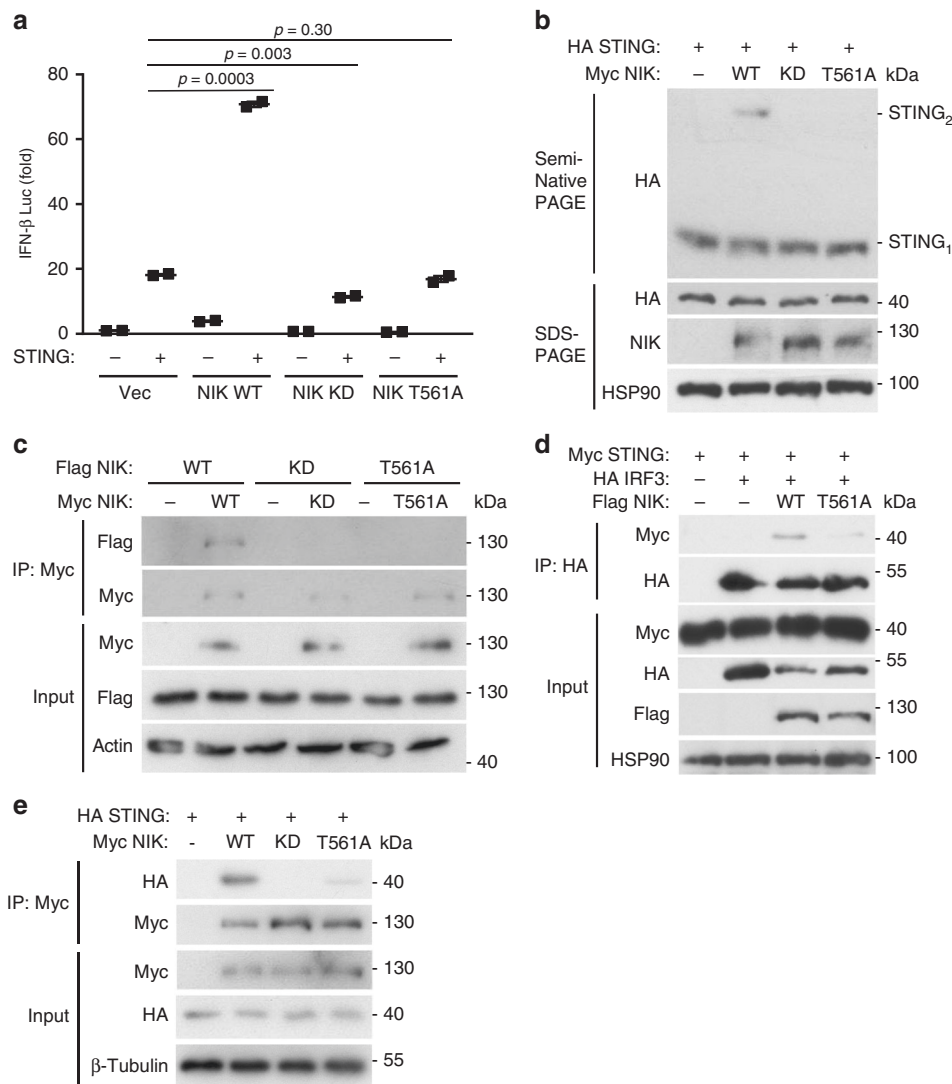 a
p = 0.30
p = 0.003
p = 0.0003
IFN-β Luc (fold)
80
60
40
20
0
STING: – + – + – + – +
Vec NIK WT NIK KD NIK T561A
b
HA STING: + + + +
Myc NIK: – WT KD T561A kDa
Semi-
Native
PAGE
HA
- STING2
- STING1
SDS-
PAGE
HA - 40
NIK - 130
HSP90 - 100
c
Flag NIK: WT KD T561A
Myc NIK: – WT – KD – T561A kDa
IP: Myc
Flag - 130
Myc - 130
Input
Myc - 130
Flag - 130
Actin - 40
d
Myc STING: + + + +
HA IRF3: – + + +
Flag NIK: – – WT T561A kDa
IP: HA
Myc - 40
HA - 55
Input
Myc - 40
HA - 55
Flag - 130
HSP90 - 100
e
HA STING: + + + +
Myc NIK: - WT KD T561A kDa
IP: Myc
HA - 40
Myc - 130
Input
Myc - 130
HA - 40
β-Tubulin - 55